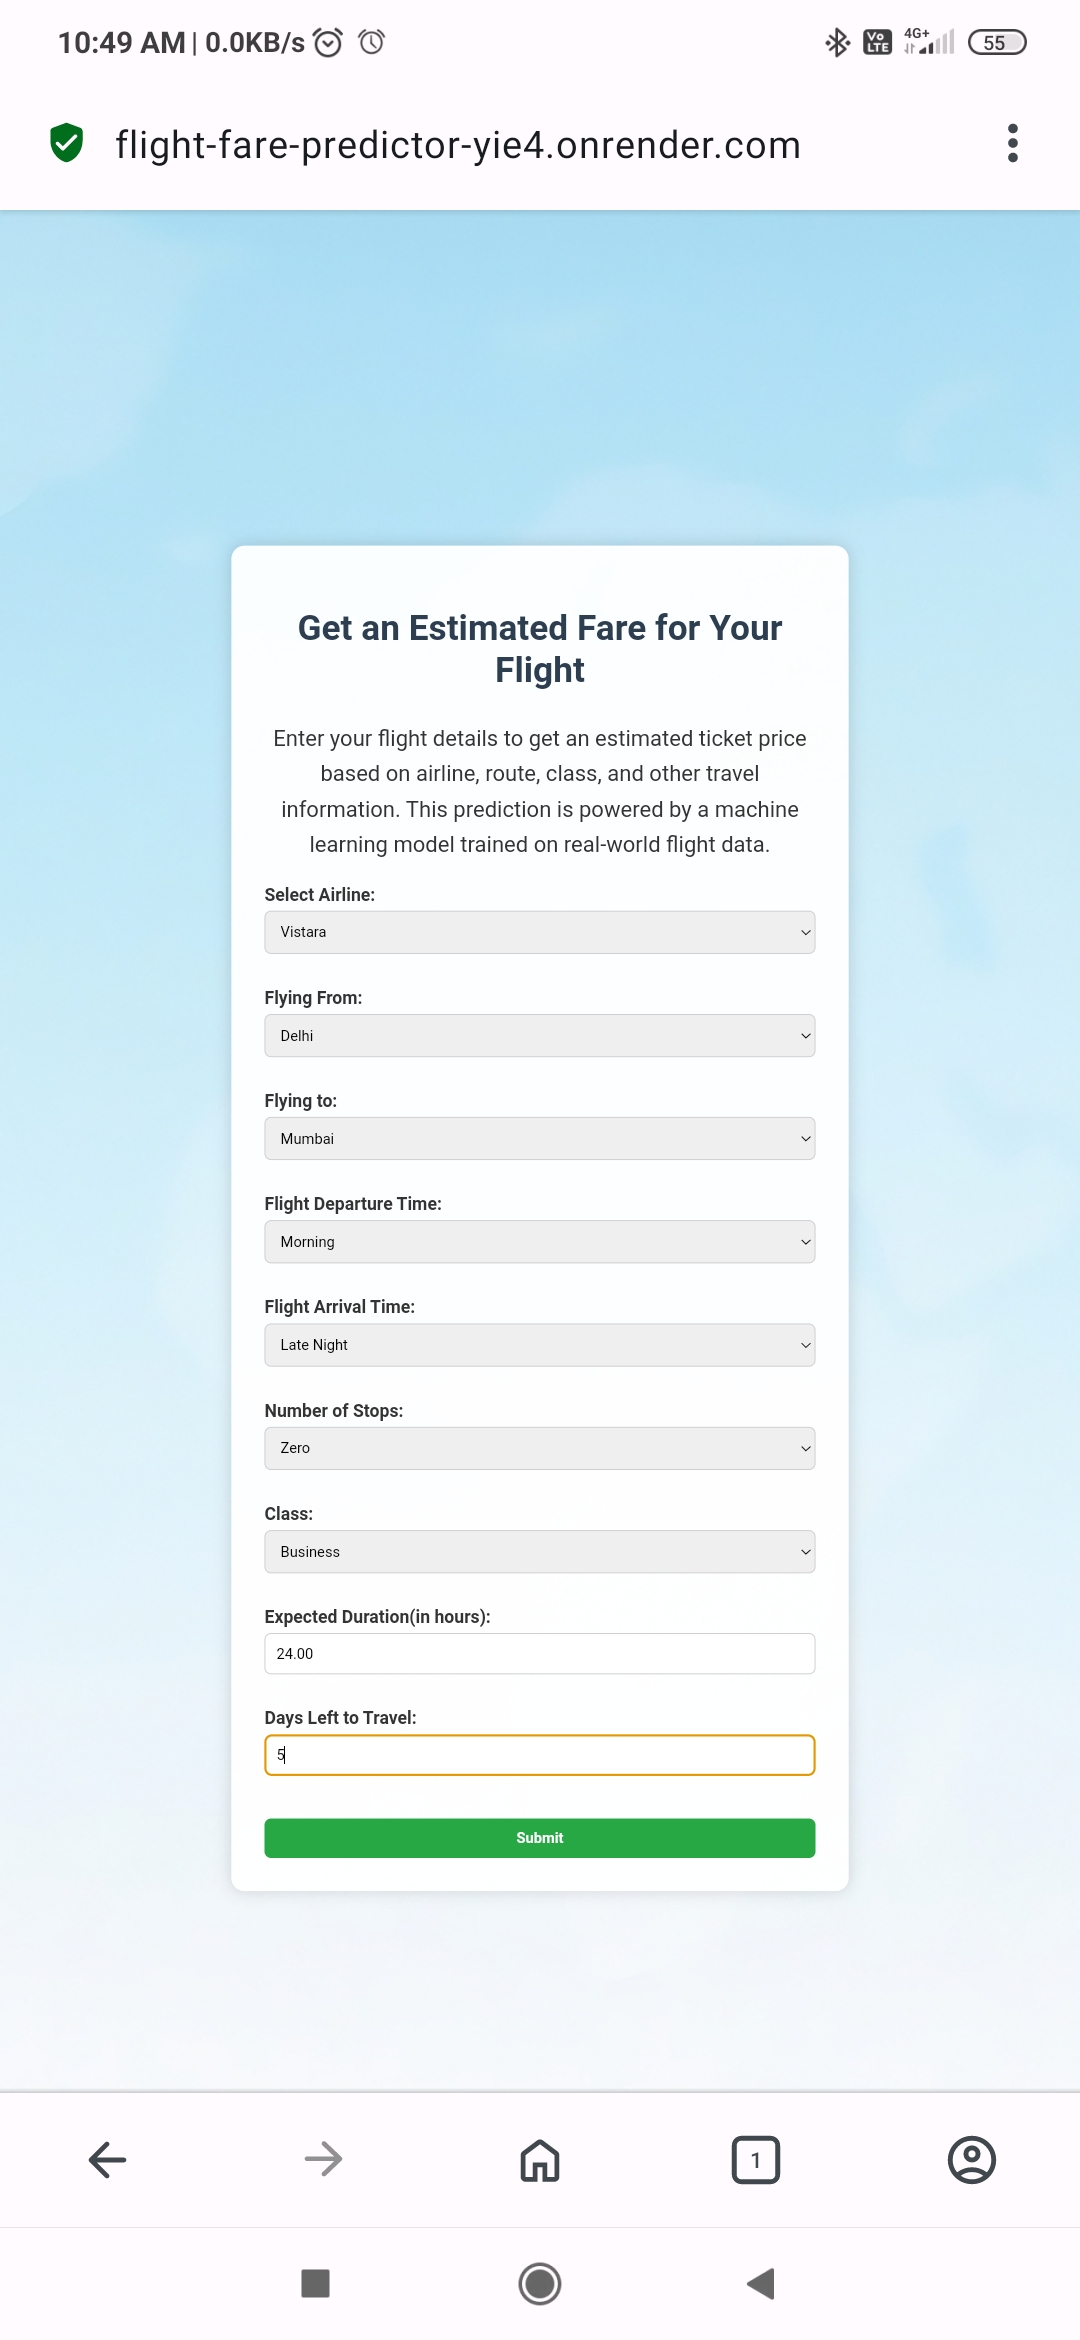 10:49 AM | 0.0KB/s
Vo LTE 4G+ 55
flight-fare-predictor-yie4.onrender.com
Get an Estimated Fare for Your
Flight
Enter your flight details to get an estimated ticket price
based on airline, route, class, and other travel
information. This prediction is powered by a machine
learning model trained on real-world flight data.
Select Airline:
Vistara
Flying From:
Delhi
Flying to:
Mumbai
Flight Departure Time:
Morning
Flight Arrival Time:
Late Night
Number of Stops:
Zero
Class:
Business
Expected Duration(in hours):
24.00
Days Left to Travel:
5
Submit
1